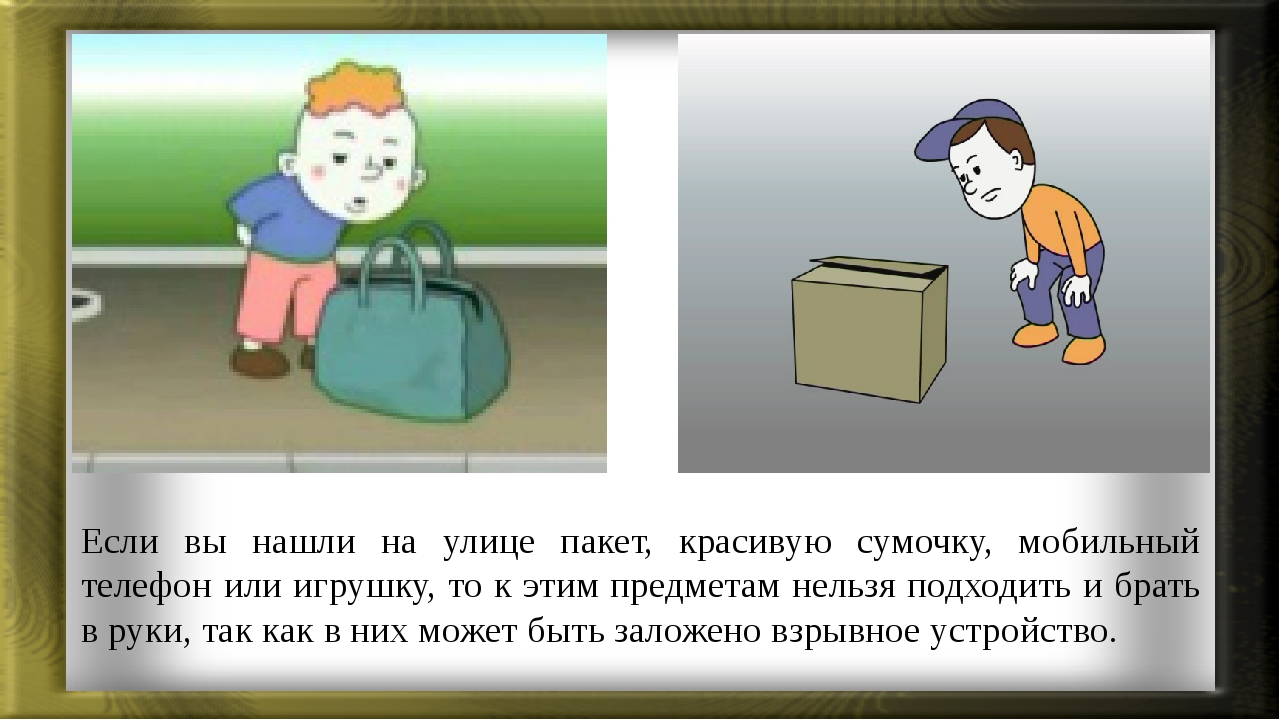 Если вы нашли на улице пакет, красивую сумочку, мобильный
телефон или игрушку, то к этим предметам нельзя подходить и брать
в руки, так как в них может быть заложено взрывное устройство.